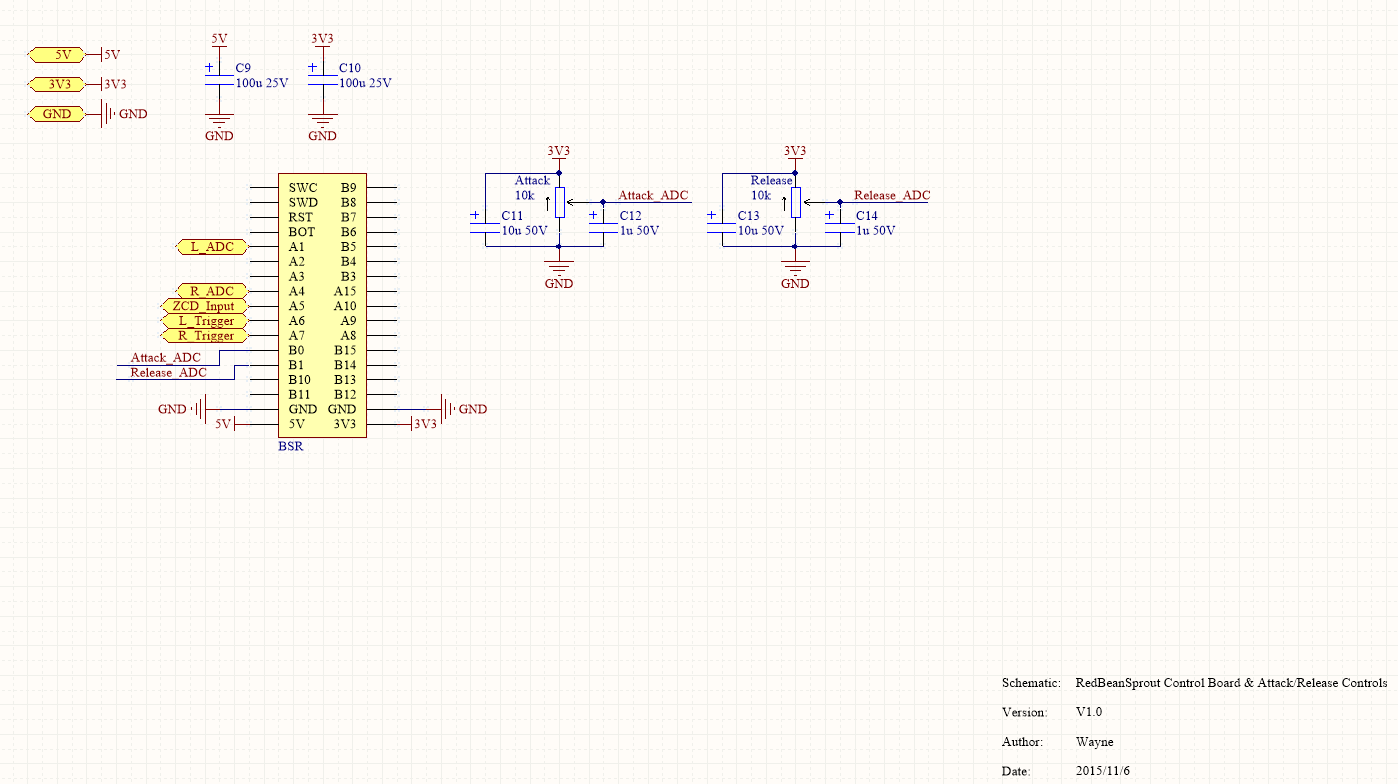 5V 5V
3V3 3V3
GND GND
5V
+ C9
100u 25V
GND
3V3
+ C10
100u 25V
GND
SWC B9
SWD B8
RST B7
BOT B6
L_ADC A1 B5
A2 B4
A3 B3
R_ADC A4 A15
ZCD_Input A5 A10
L_Trigger A6 A9
R_Trigger A7 A8
B0 B15
Attack_ADC B1 B14
Release_ADC B10 B13
B11 B12
GND GND GND GND
5V 5V 3V3 3V3
BSR
3V3
Attack
10k
Attack_ADC
+ C11
10u 50V
+ C12
1u 50V
GND
3V3
Release
10k
Release_ADC
+ C13
10u 50V
+ C14
1u 50V
GND
Schematic: RedBeanSprout Control Board & Attack/Release Controls
Version: V1.0
Author: Wayne
Date: 2015/11/6